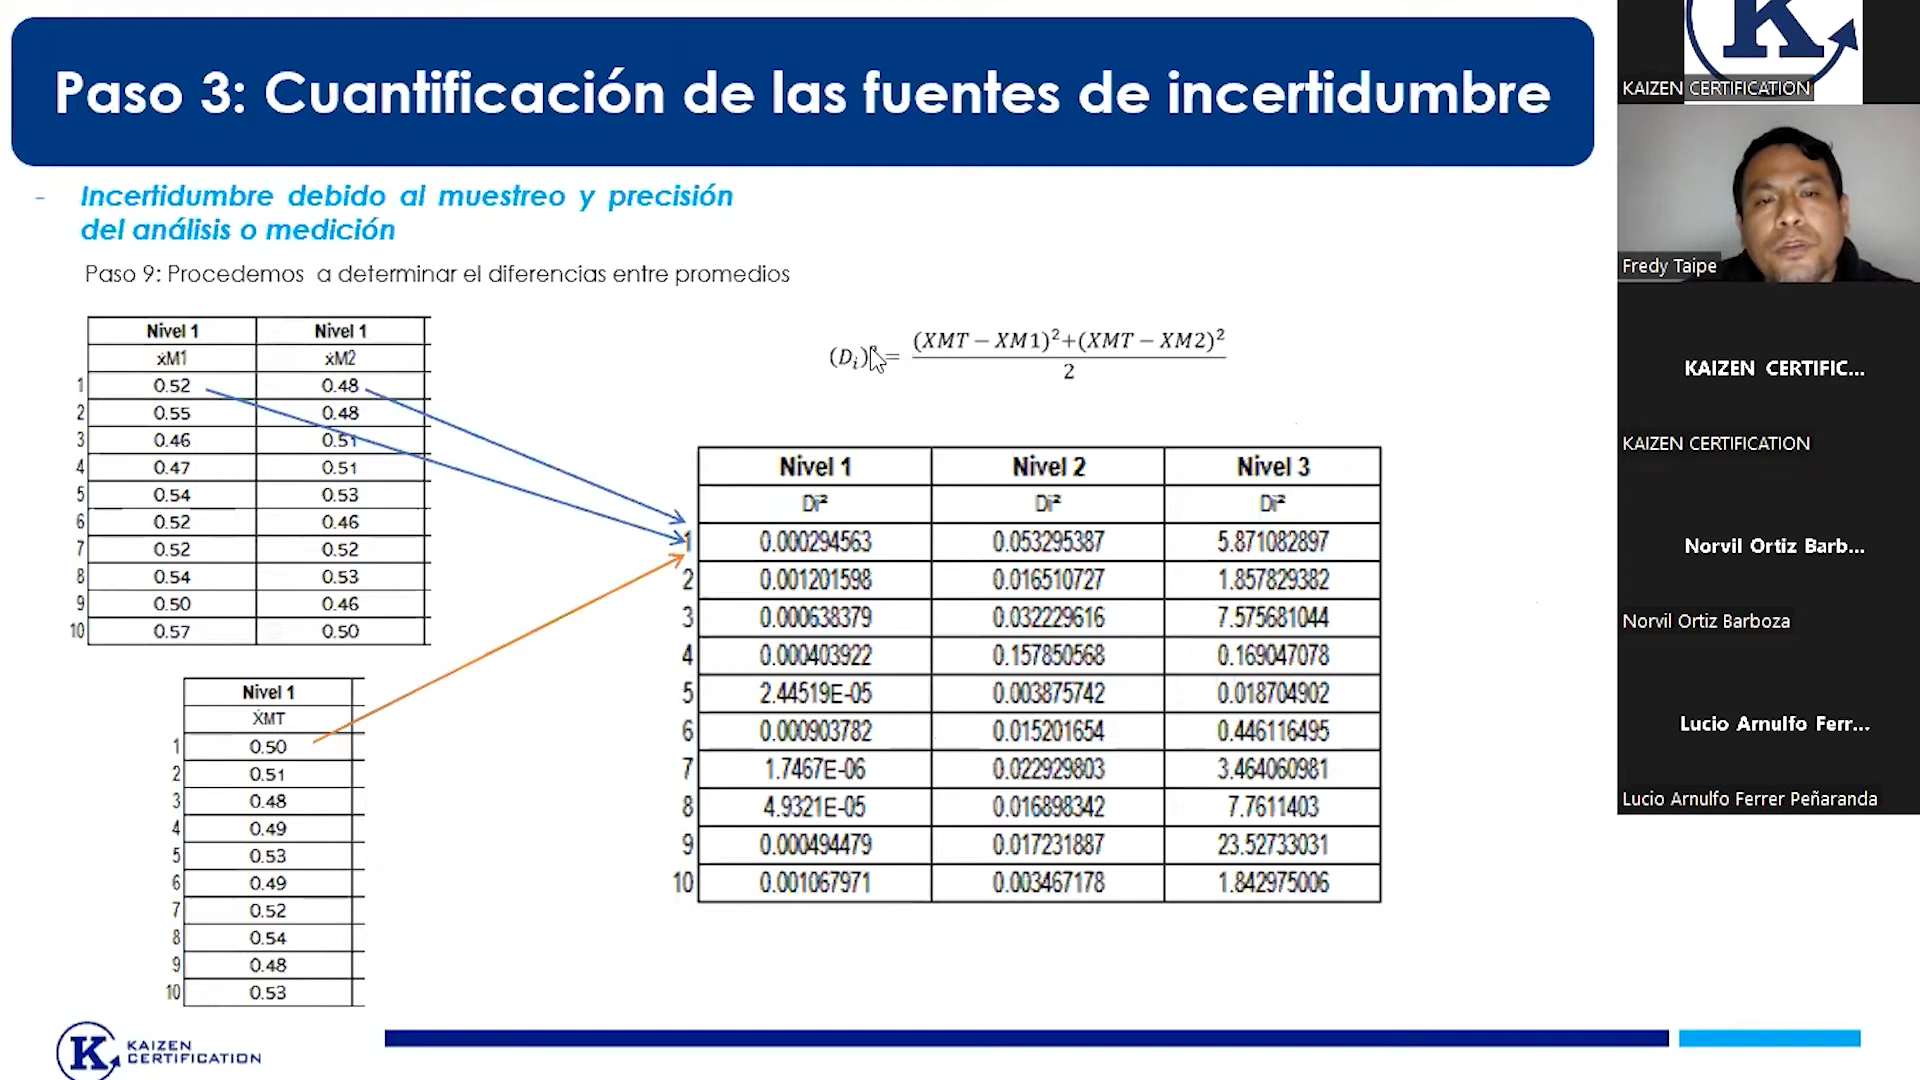 Paso 3: Cuantificación de las fuentes de incertidumbre
- Incertidumbre debido al muestreo y precisión
del análisis o medición
Paso 9: Procedemos a determinar el diferencias entre promedios
Nivel 1 Nivel 1
ẋM1 ẋM2
1 0.52 0.48
2 0.55 0.48
3 0.46 0.51
4 0.47 0.51
5 0.54 0.53
6 0.52 0.46
7 0.52 0.52
8 0.54 0.53
9 0.50 0.46
10 0.57 0.50
Nivel 1
ẊMT
1 0.50
2 0.51
3 0.48
4 0.49
5 0.53
6 0.49
7 0.52
8 0.54
9 0.48
10 0.53
(Dᵢ)² = (XMT − XM1)²+(XMT − XM2)²
2
Nivel 1 Nivel 2 Nivel 3
Di² Di² Di²
1 0.000294563 0.053295387 5.871082897
2 0.001201598 0.016510727 1.857829382
3 0.000638379 0.032229616 7.575681044
4 0.000403922 0.157850568 0.169047078
5 2.44519E-05 0.003875742 0.018704902
6 0.000903782 0.015201654 0.446116495
7 1.7467E-06 0.022929803 3.464060981
8 4.9321E-05 0.016898342 7.7611403
9 0.000494479 0.017231887 23.52733031
10 0.001067971 0.003467178 1.842975006
K KAIZEN
CERTIFICATION
K
KAIZEN CERTIFICATION
Fredy Taipe
KAIZEN CERTIFIC...
KAIZEN CERTIFICATION
Norvil Ortiz Barb...
Norvil Ortiz Barboza
Lucio Arnulfo Ferr...
Lucio Arnulfo Ferrer Peñaranda